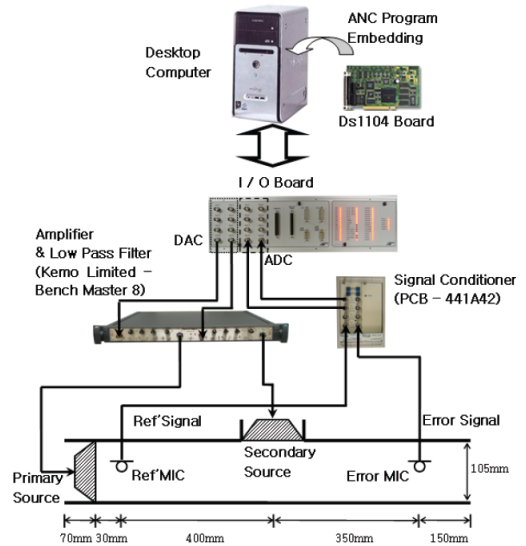 ANC Program
Embedding
Desktop
Computer
Ds1104 Board
I / O Board
DAC
ADC
Amplifier
& Low Pass Filter
(Kemo Limited –
Bench Master 8)
Signal Conditioner
(PCB – 441A42)
Ref'Signal
Error Signal
Secondary
Source
Primary
Source
Ref'MIC
Error MIC
105mm
70mm
30mm
400mm
350mm
150mm